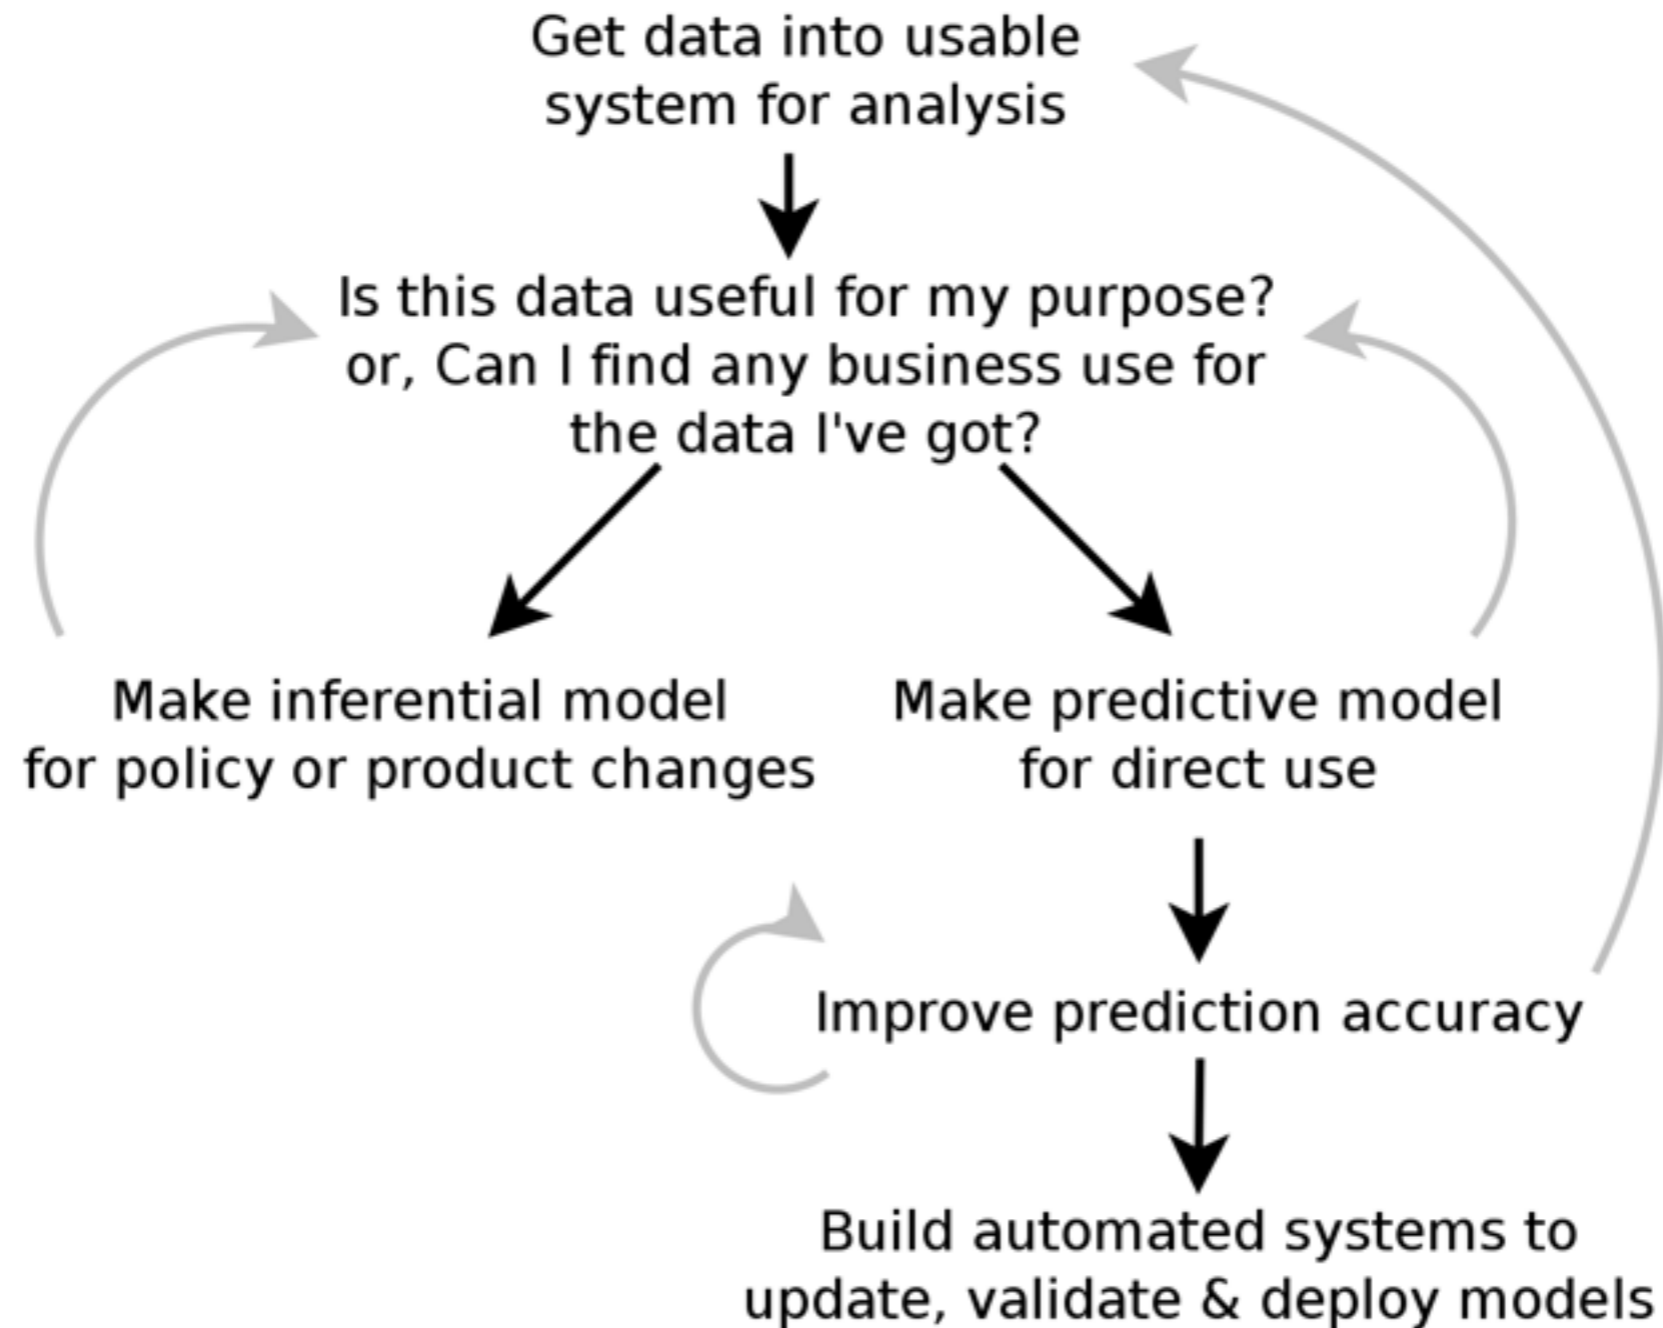 Get data into usable
system for analysis
Is this data useful for my purpose?
or, Can I find any business use for
the data I've got?
Make inferential model
for policy or product changes
Make predictive model
for direct use
Improve prediction accuracy
Build automated systems to
update, validate & deploy models